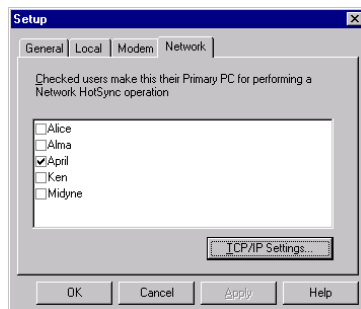 Setup
General Local Modem Network
Checked users make this their Primary PC for performing a
Network HotSync operation
Alice
Alma
April
Ken
Midyne
TCP/IP Settings...
OK Cancel Apply Help